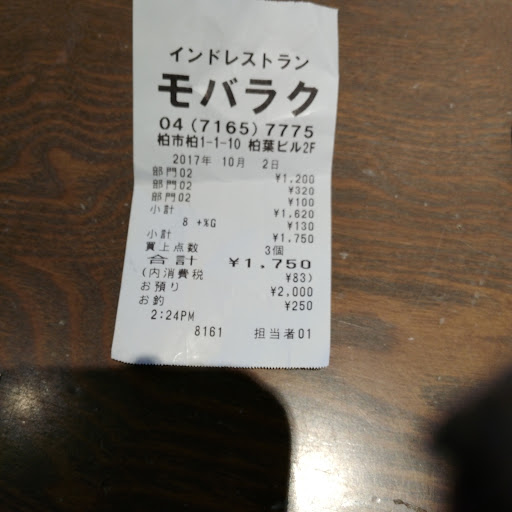 インドレストラン
モバラク
04(7165)7775
柏市柏1-1-10 柏葉ビル2F
2017年 10月 2日
部門02 ¥1,200
部門02 ¥320
部門02 ¥100
小計 ¥1,620
8 +%G ¥130
小計 ¥1,750
買上点数 3個
合計 ¥1,750
(内消費税 ¥83)
お預り ¥2,000
お釣 ¥250
2:24PM
8161 担当者01